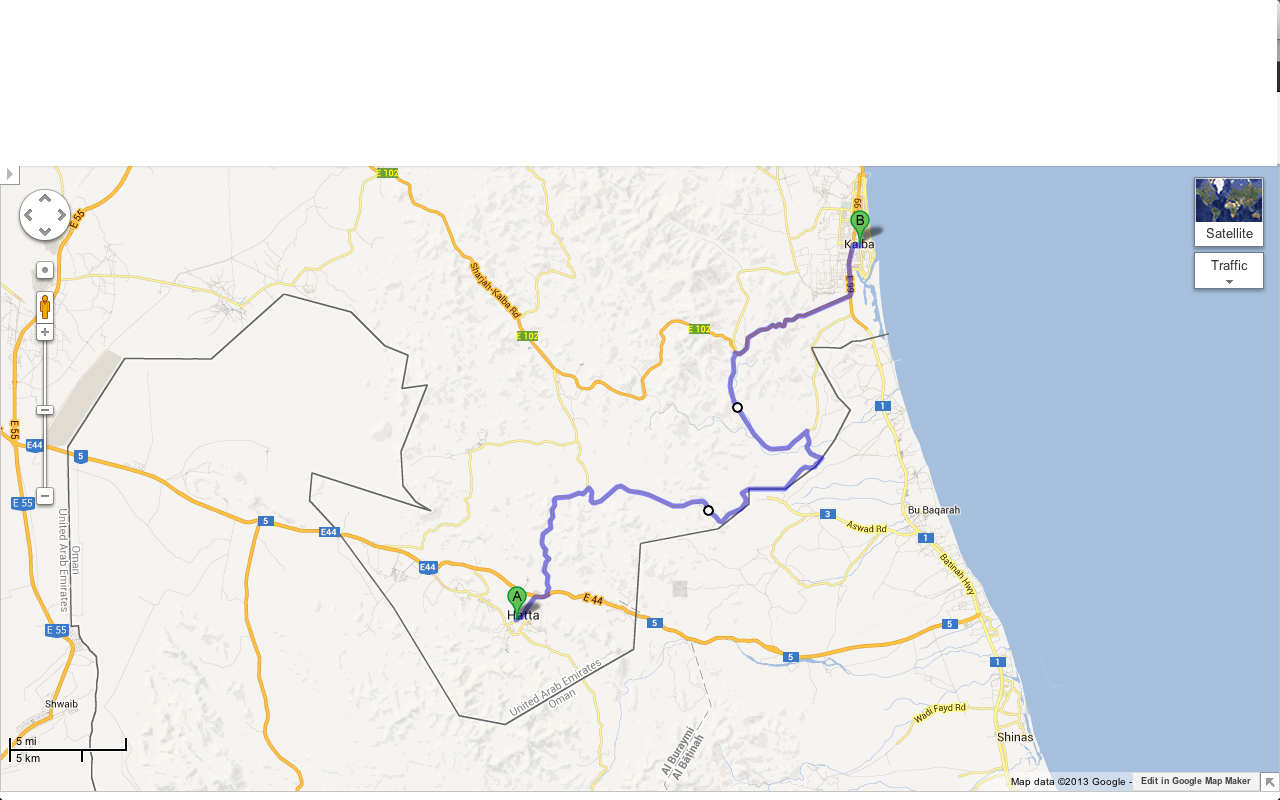 E 102
E 55
99
B
Kalba
Satellite
Traffic
Sharjah-Kalba Rd
E 99
E 102
E 102
1
E 55
E44
5
E 55
5
E44
3
Aswad Rd
Bu Baqarah
1
Batinah Hwy
United Arab Emirates
Oman
E44
A
Hatta
E 44
5
5
5
E 55
1
United Arab Emirates
Oman
Shwaib
Wadi Fayd Rd
Shinas
Al Buraymi
Al Batinah
5 mi
5 km
Map data ©2013 Google -
Edit in Google Map Maker